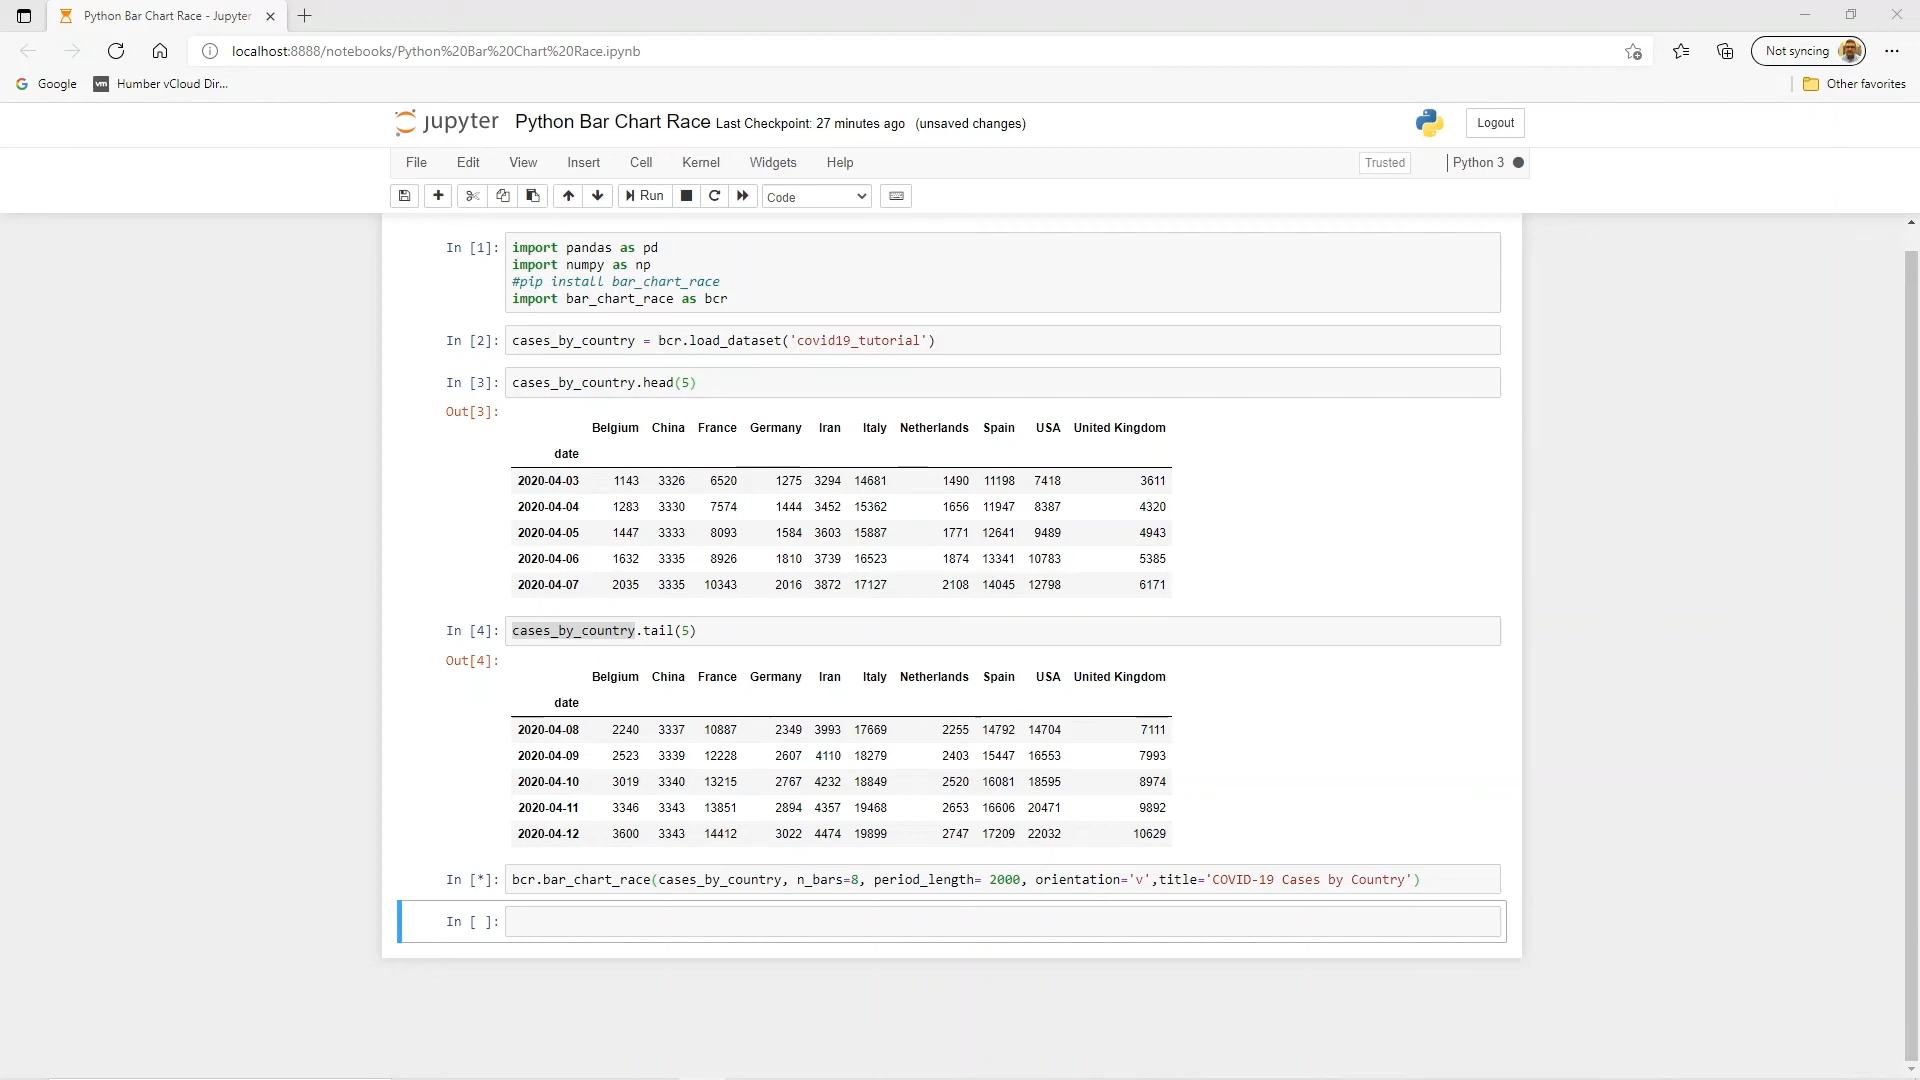 Python Bar Chart Race - Jupyter
localhost:8888/notebooks/Python%20Bar%20Chart%20Race.ipynb
Not syncing
Google
vm Humber vCloud Dir...
Other favorites
jupyter Python Bar Chart Race Last Checkpoint: 27 minutes ago (unsaved changes)
Logout
File Edit View Insert Cell Kernel Widgets Help
Trusted
Python 3
Run
Code
In [1]: import pandas as pd
import numpy as np
#pip install bar_chart_race
import bar_chart_race as bcr
In [2]: cases_by_country = bcr.load_dataset('covid19_tutorial')
In [3]: cases_by_country.head(5)
Out[3]:
Belgium China France Germany Iran Italy Netherlands Spain USA United Kingdom
date
2020-04-03 1143 3326 6520 1275 3294 14681 1490 11198 7418 3611
2020-04-04 1283 3330 7574 1444 3452 15362 1656 11947 8387 4320
2020-04-05 1447 3333 8093 1584 3603 15887 1771 12641 9489 4943
2020-04-06 1632 3335 8926 1810 3739 16523 1874 13341 10783 5385
2020-04-07 2035 3335 10343 2016 3872 17127 2108 14045 12798 6171
In [4]: cases_by_country.tail(5)
Out[4]:
Belgium China France Germany Iran Italy Netherlands Spain USA United Kingdom
date
2020-04-08 2240 3337 10887 2349 3993 17669 2255 14792 14704 7111
2020-04-09 2523 3339 12228 2607 4110 18279 2403 15447 16553 7993
2020-04-10 3019 3340 13215 2767 4232 18849 2520 16081 18595 8974
2020-04-11 3346 3343 13851 2894 4357 19468 2653 16606 20471 9892
2020-04-12 3600 3343 14412 3022 4474 19899 2747 17209 22032 10629
In [*]: bcr.bar_chart_race(cases_by_country, n_bars=8, period_length= 2000, orientation='v',title='COVID-19 Cases by Country')
In [ ]: